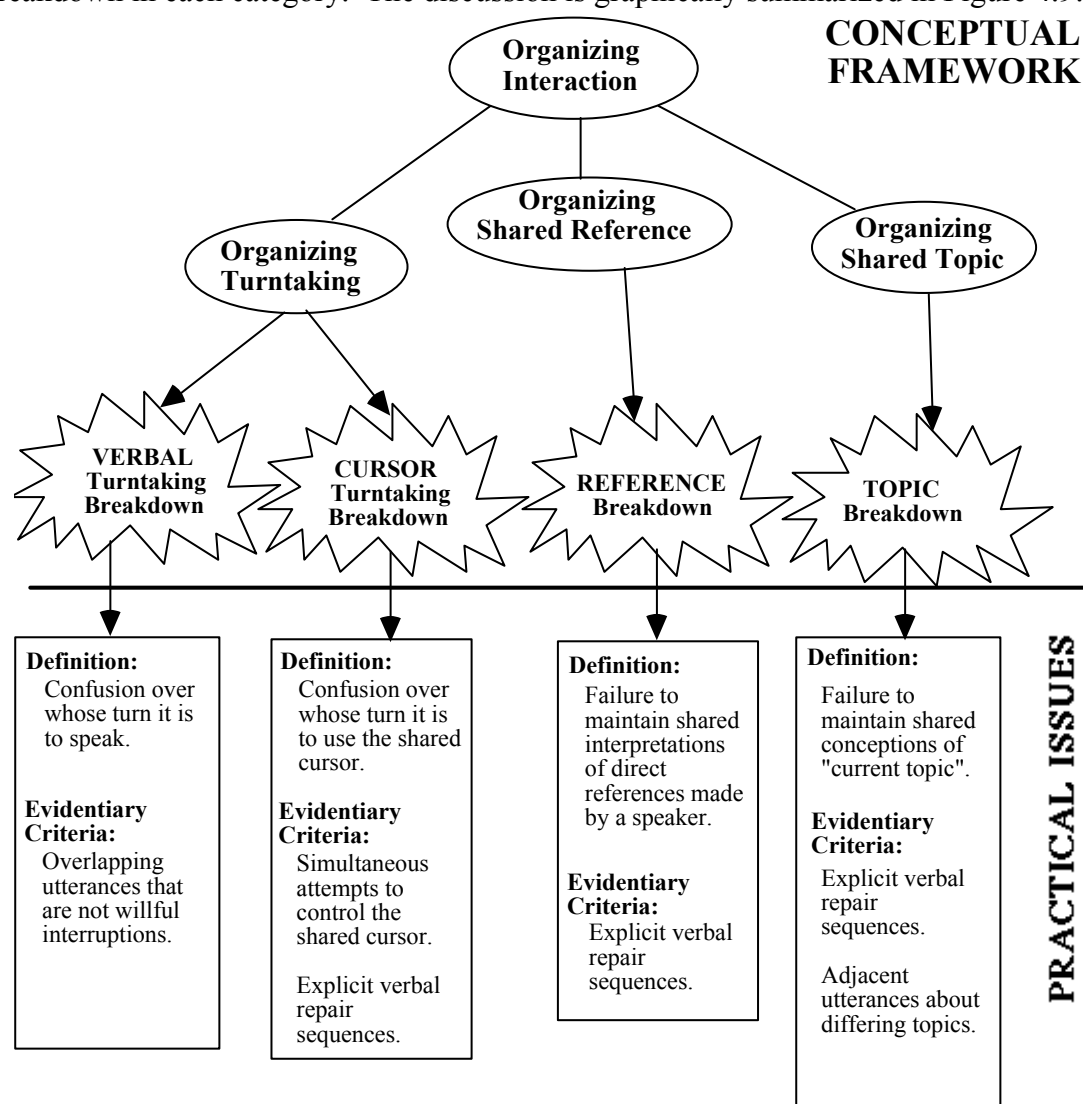 breakdown in each category. The discussion is graphically summarized in Figure 4.9.
CONCEPTUAL
FRAMEWORK
Organizing
Interaction
Organizing
Shared Reference
Organizing
Shared Topic
Organizing
Turntaking
VERBAL
Turntaking
Breakdown
CURSOR
Turntaking
Breakdown
REFERENCE
Breakdown
TOPIC
Breakdown
Definition:
Confusion over
whose turn it is
to speak.
Evidentiary
Criteria:
Overlapping
utterances that
are not willful
interruptions.
Definition:
Confusion over
whose turn it is
to use the shared
cursor.
Evidentiary
Criteria:
Simultaneous
attempts to
control the
shared cursor.
Explicit verbal
repair
sequences.
Definition:
Failure to
maintain shared
interpretations
of direct
references made
by a speaker.
Evidentiary
Criteria:
Explicit verbal
repair
sequences.
Definition:
Failure to
maintain shared
conceptions of
"current topic".
Evidentiary
Criteria:
Explicit verbal
repair
sequences.
Adjacent
utterances about
differing topics.
PRACTICAL ISSUES